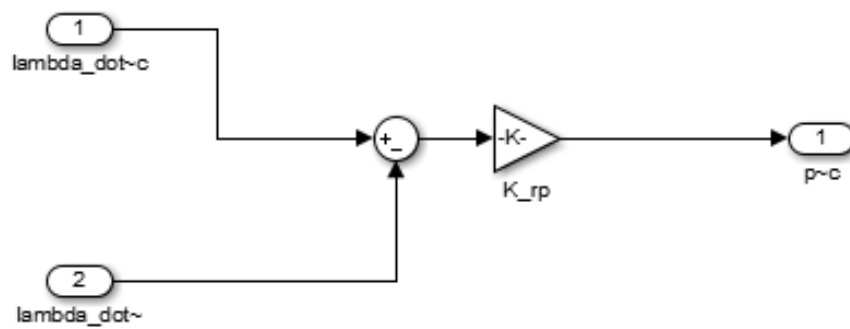 1
lambda_dot~c
+_
-K-
K_rp
1
p~c
2
lambda_dot~